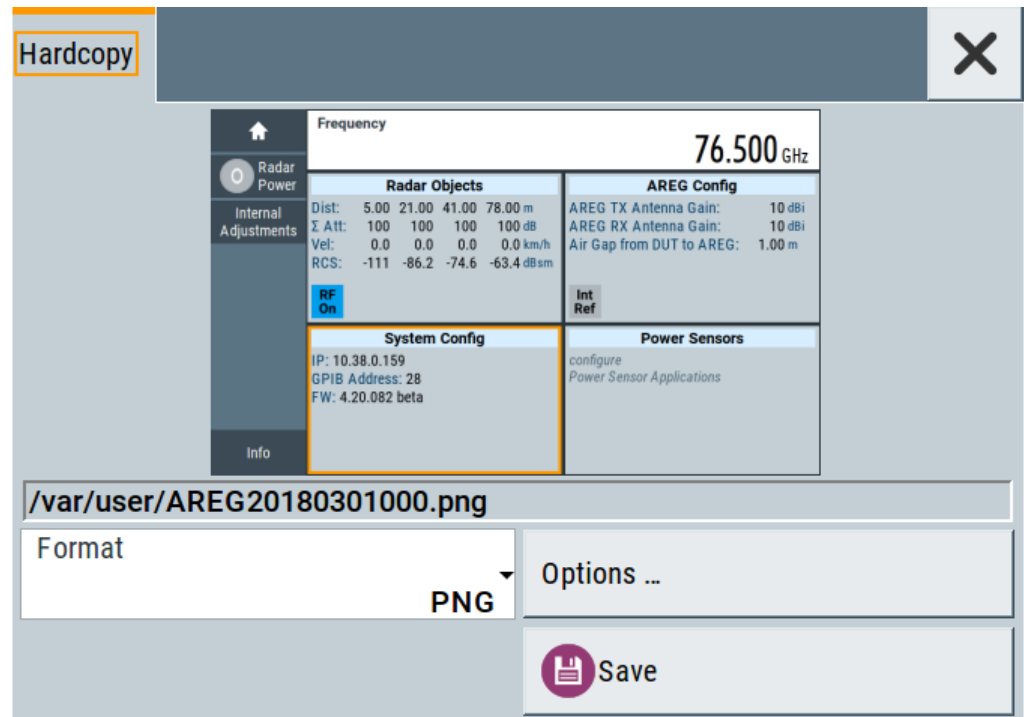 Hardcopy
Frequency
76.500 GHz
Radar Power
Internal Adjustments
Info
Radar Objects
Dist: 5.00 21.00 41.00 78.00 m
Σ Att: 100 100 100 100 dB
Vel: 0.0 0.0 0.0 0.0 km/h
RCS: -111 -86.2 -74.6 -63.4 dBsm
RF
On
AREG Config
AREG TX Antenna Gain: 10 dBi
AREG RX Antenna Gain: 10 dBi
Air Gap from DUT to AREG: 1.00 m
Int
Ref
System Config
IP: 10.38.0.159
GPIB Address: 28
FW: 4.20.082 beta
Power Sensors
configure
Power Sensor Applications
/var/user/AREG20180301000.png
Format
PNG
Options ...
Save